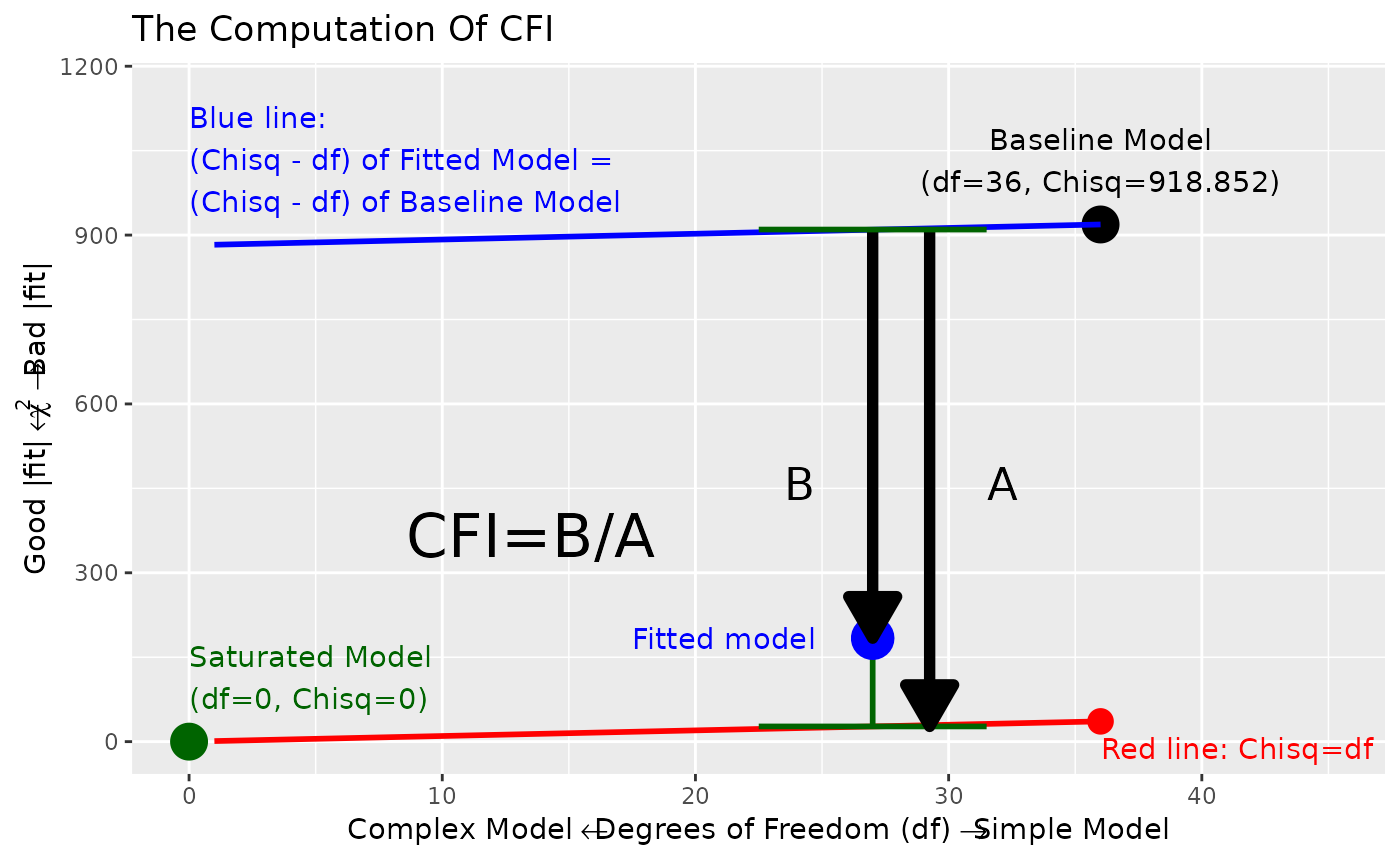 The Computation Of CFI
1200
900
600
300
0
Good |fit| ← χ² → Bad |fit|
Blue line:
(Chisq - df) of Fitted Model =
(Chisq - df) of Baseline Model
Baseline Model
(df=36, Chisq=918.852)
B
A
CFI=B/A
Fitted model
Saturated Model
(df=0, Chisq=0)
Red line: Chisq=df
0 10 20 30 40
Complex Model ← Degrees of Freedom (df) → Simple Model